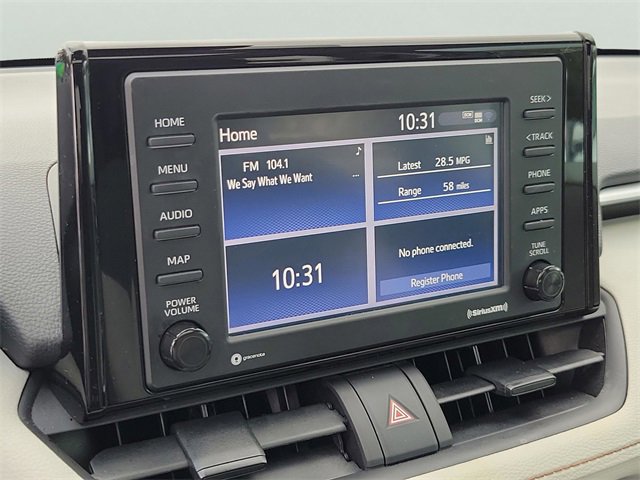 HOME
MENU
AUDIO
MAP
POWER
VOLUME
Home
10:31
DCM
FM 104.1
We Say What We Want
...
Latest 28.5 MPG
Range 58 miles
10:31
No phone connected.
Register Phone
gracenote
SEEK>
<TRACK
PHONE
APPS
TUNE
SCROLL
((SiriusXM))